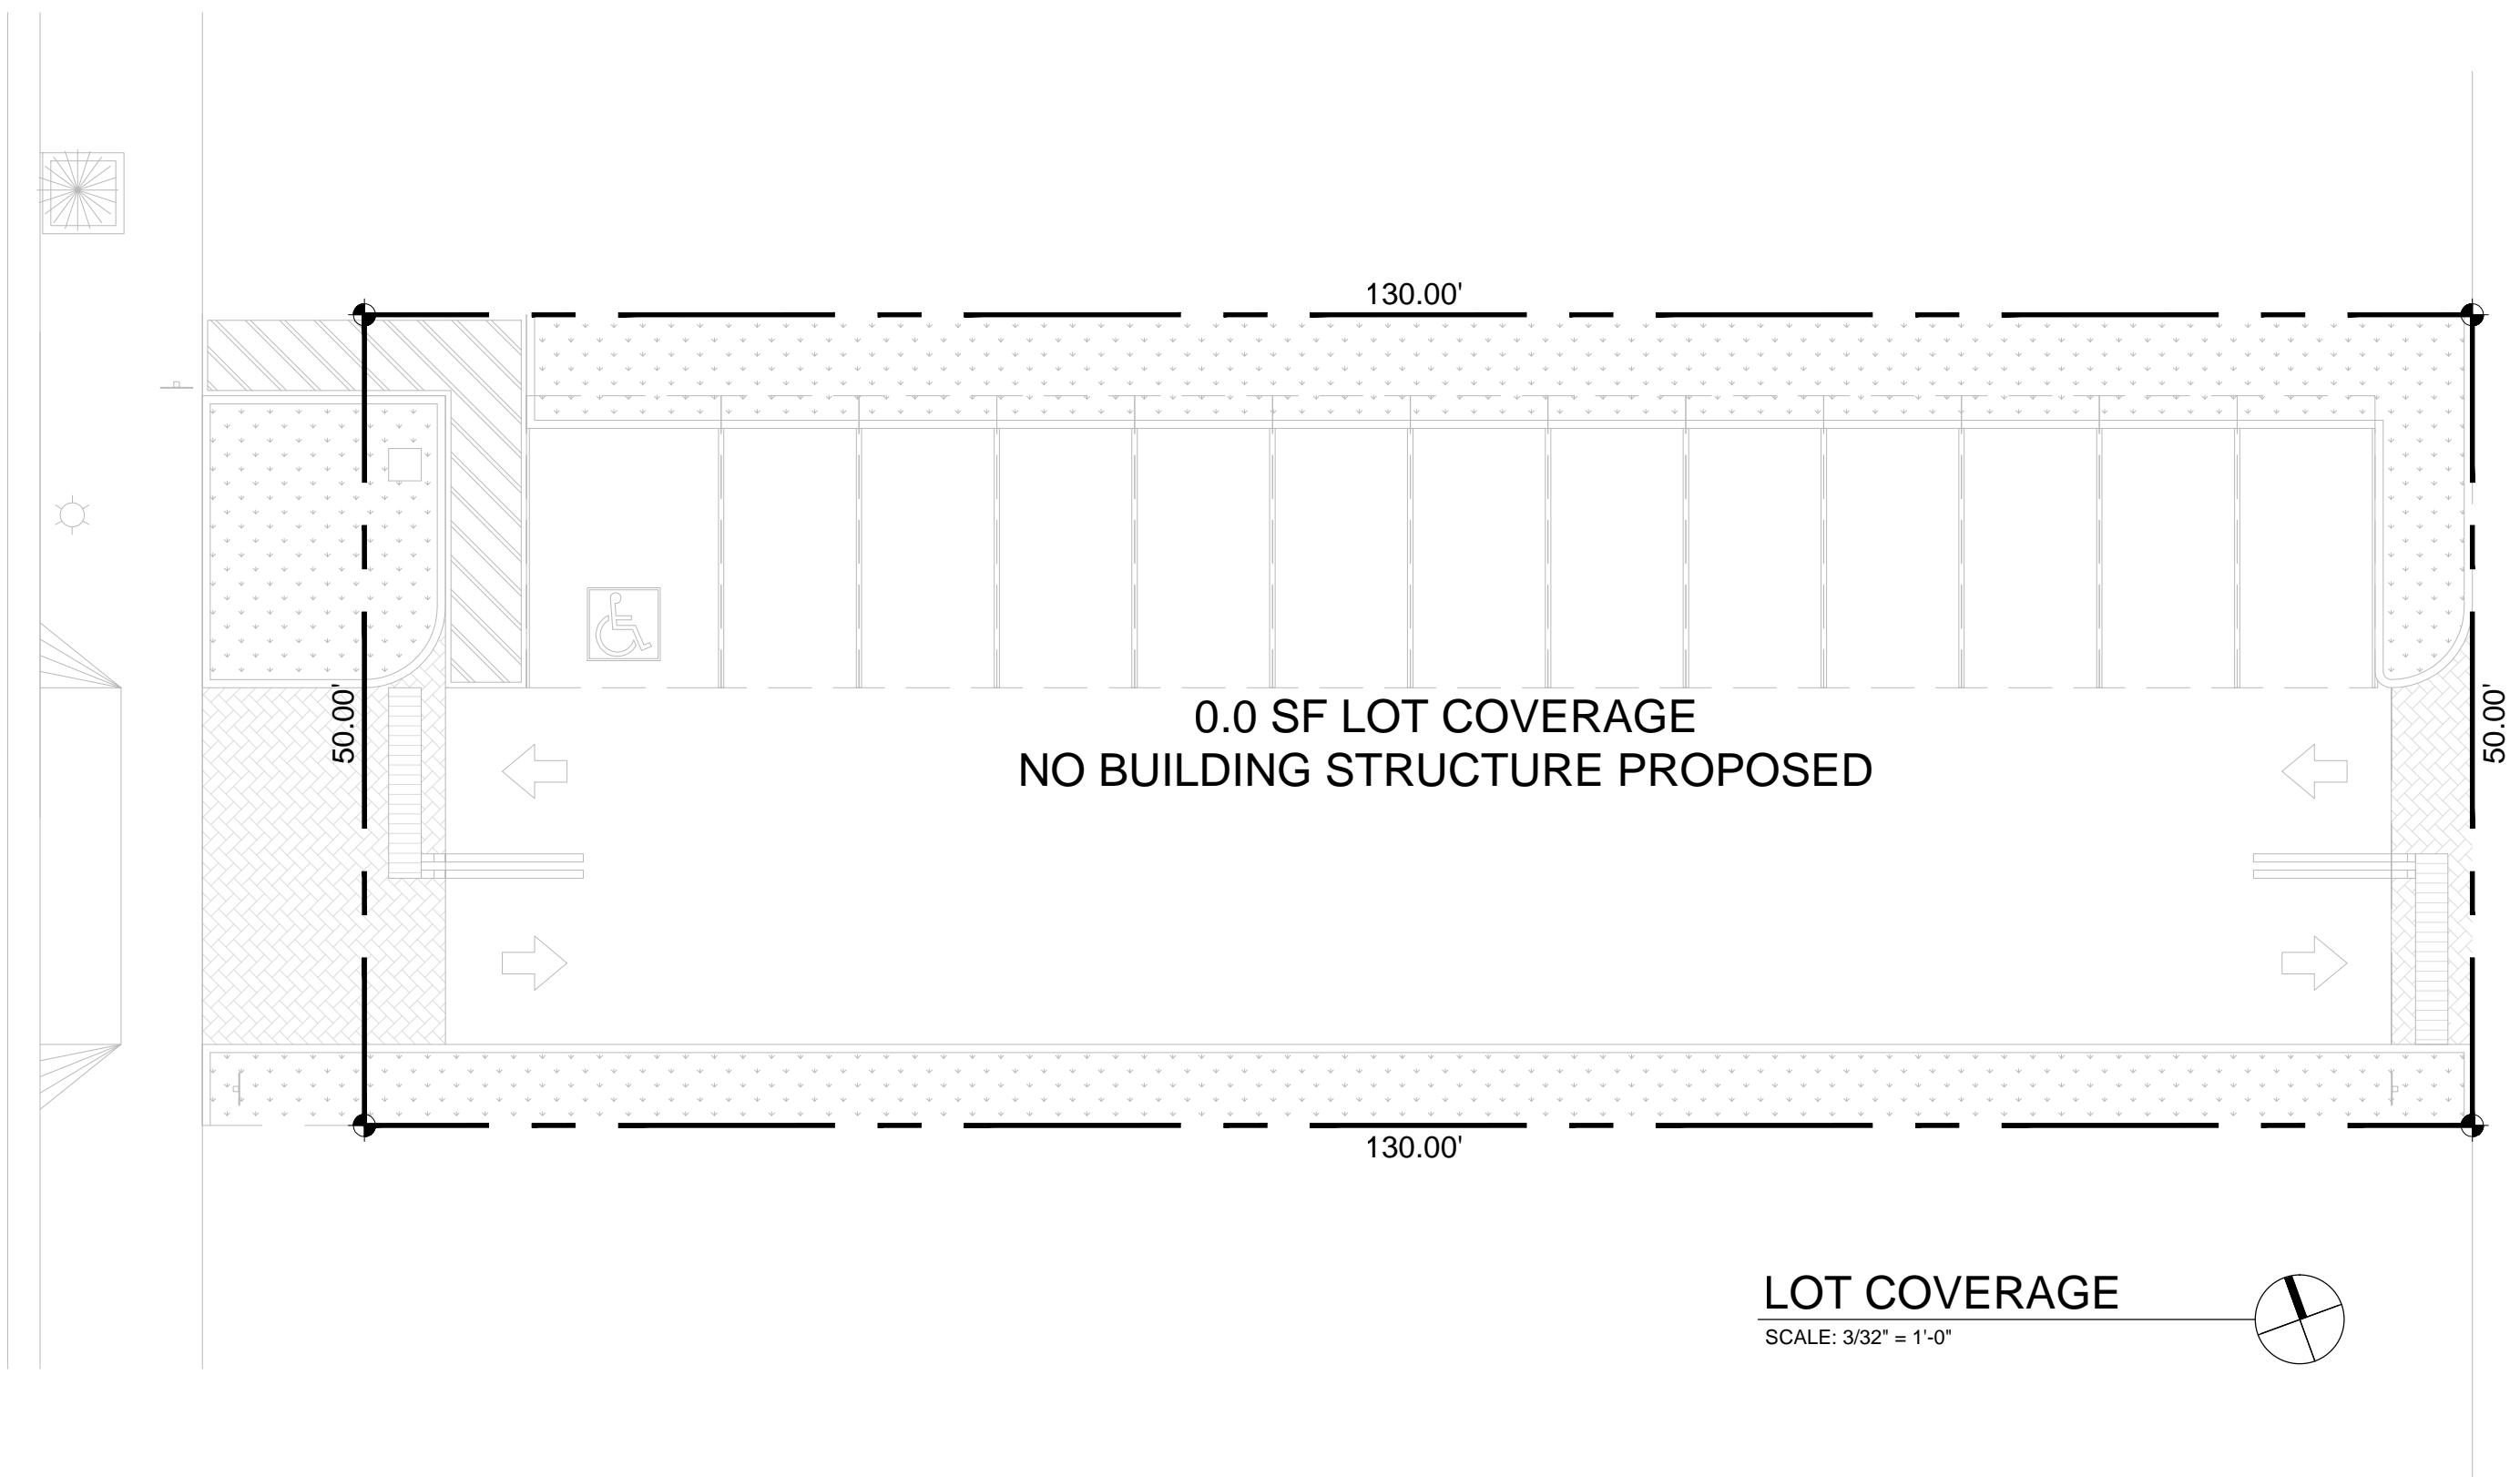 130.00'
50.00'
0.0 SF LOT COVERAGE
NO BUILDING STRUCTURE PROPOSED
50.00'
130.00'
LOT COVERAGE
SCALE: 3/32" = 1'-0"